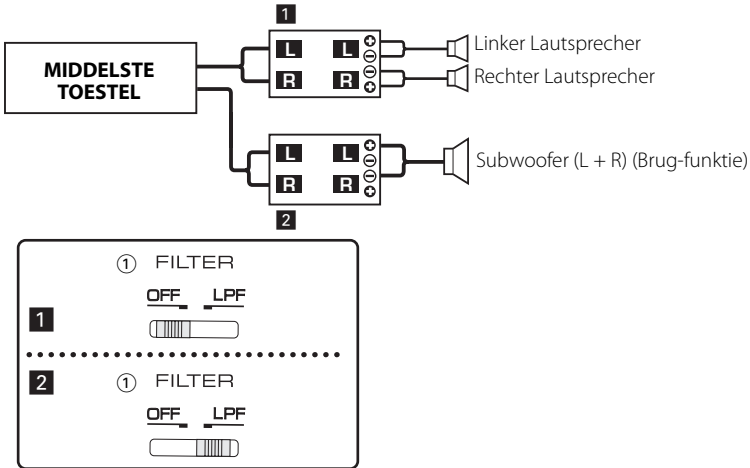 1
MIDDELSTE
TOESTEL
L L ⊕
⊖
⊖
R R ⊕
Linker Lautsprecher
Rechter Lautsprecher
L L ⊕
⊖
⊖
R R ⊕
Subwoofer (L + R) (Brug-funktie)
2
① FILTER
OFF LPF
1
2 ① FILTER
OFF LPF